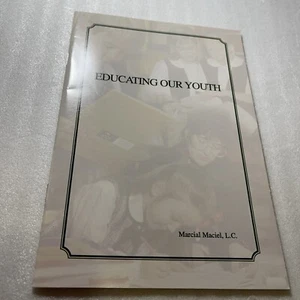 EDUCATING OUR YOUTH
Marcial Maciel, L.C.